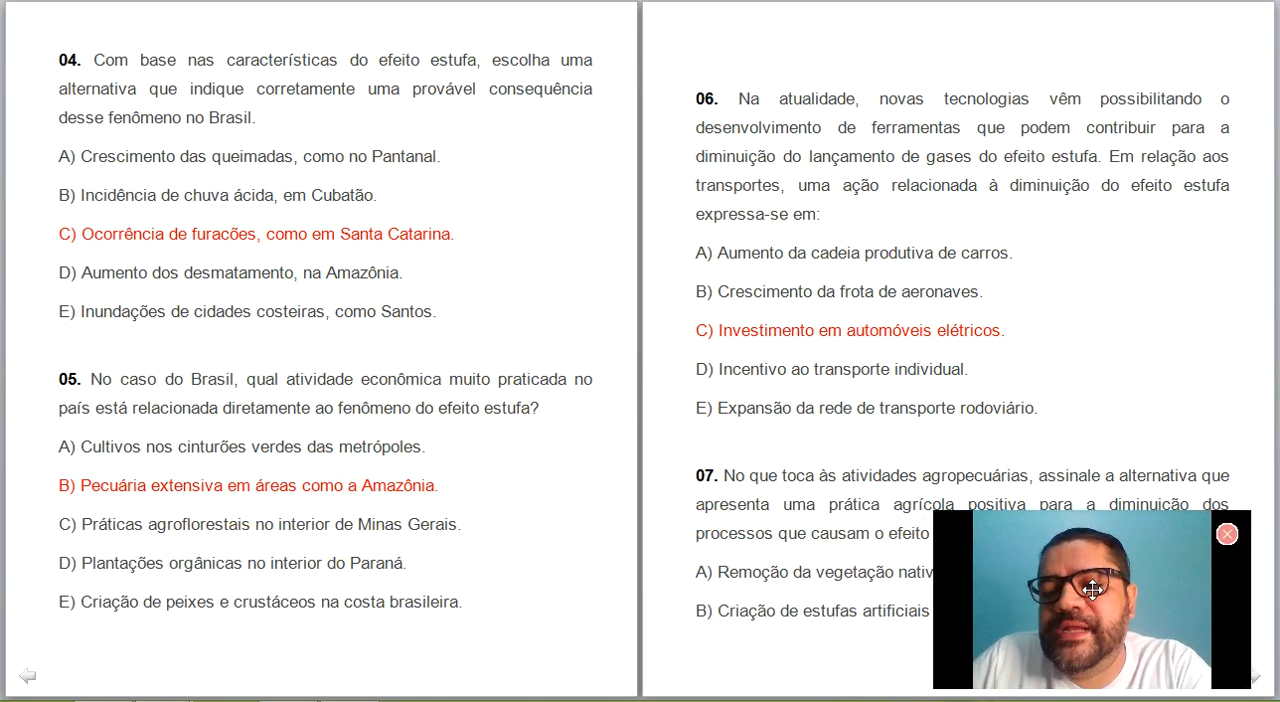 04. Com base nas características do efeito estufa, escolha uma
alternativa que indique corretamente uma provável consequência
desse fenômeno no Brasil.
A) Crescimento das queimadas, como no Pantanal.
B) Incidência de chuva ácida, em Cubatão.
C) Ocorrência de furacões, como em Santa Catarina.
D) Aumento dos desmatamento, na Amazônia.
E) Inundações de cidades costeiras, como Santos.
05. No caso do Brasil, qual atividade econômica muito praticada no
país está relacionada diretamente ao fenômeno do efeito estufa?
A) Cultivos nos cinturões verdes das metrópoles.
B) Pecuária extensiva em áreas como a Amazônia.
C) Práticas agroflorestais no interior de Minas Gerais.
D) Plantações orgânicas no interior do Paraná.
E) Criação de peixes e crustáceos na costa brasileira.
06. Na atualidade, novas tecnologias vêm possibilitando o
desenvolvimento de ferramentas que podem contribuir para a
diminuição do lançamento de gases do efeito estufa. Em relação aos
transportes, uma ação relacionada à diminuição do efeito estufa
expressa-se em:
A) Aumento da cadeia produtiva de carros.
B) Crescimento da frota de aeronaves.
C) Investimento em automóveis elétricos.
D) Incentivo ao transporte individual.
E) Expansão da rede de transporte rodoviário.
07. No que toca às atividades agropecuárias, assinale a alternativa que
apresenta uma prática agrícola positiva para a diminuição dos
processos que causam o efeito
A) Remoção da vegetação nativ
B) Criação de estufas artificiais